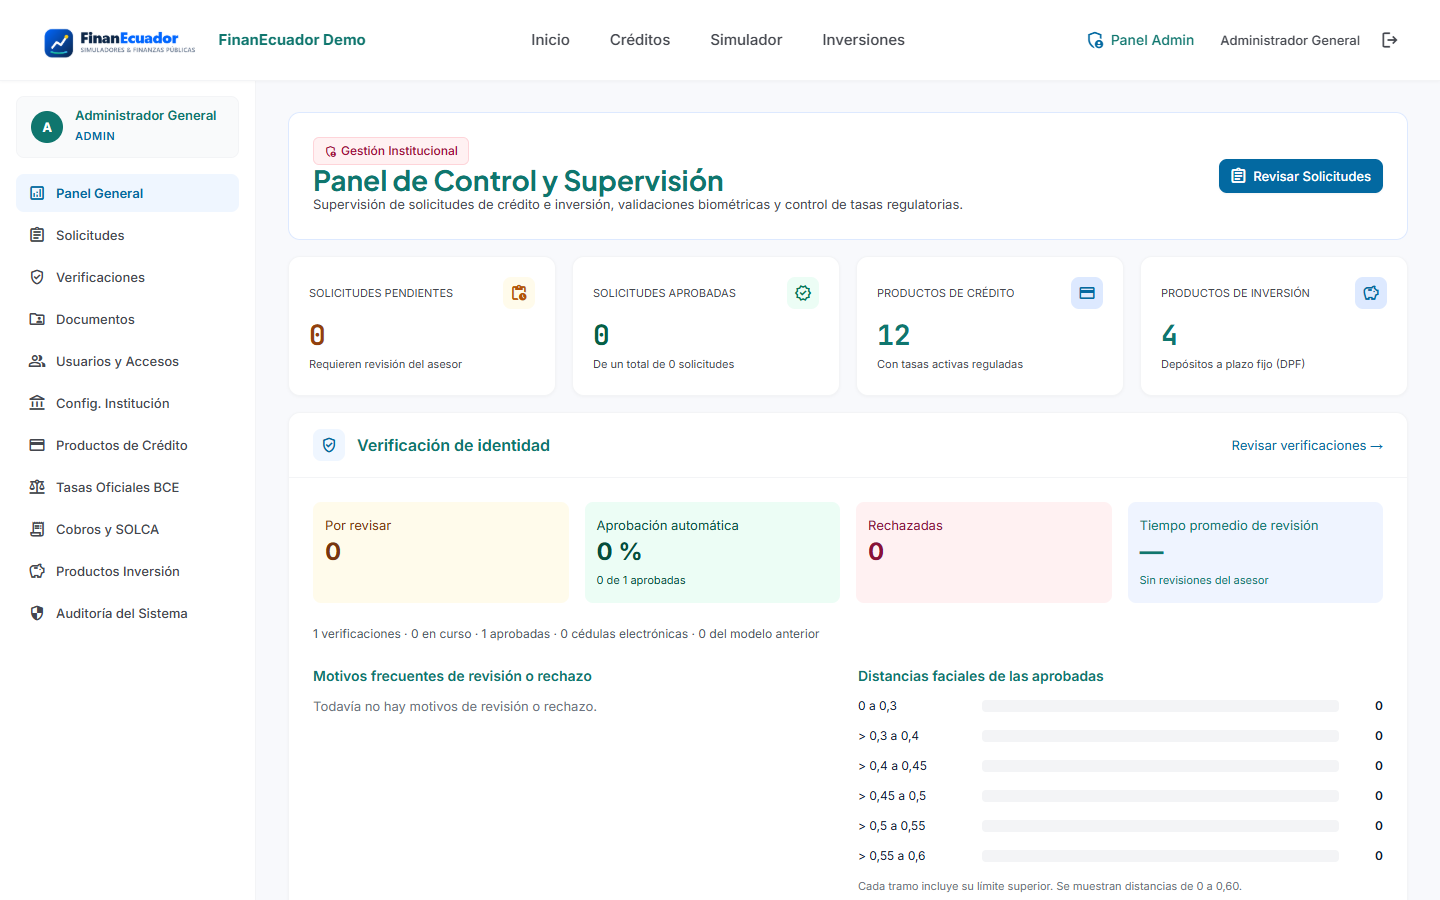 FinanEcuador
SIMULADORES & FINANZAS PÚBLICAS
FinanEcuador Demo
Inicio
Créditos
Simulador
Inversiones
Panel Admin
Administrador General
A
Administrador General
ADMIN
Panel General
Solicitudes
Verificaciones
Documentos
Usuarios y Accesos
Config. Institución
Productos de Crédito
Tasas Oficiales BCE
Cobros y SOLCA
Productos Inversión
Auditoría del Sistema
Gestión Institucional
Panel de Control y Supervisión
Supervisión de solicitudes de crédito e inversión, validaciones biométricas y control de tasas regulatorias.
Revisar Solicitudes
SOLICITUDES PENDIENTES
0
Requieren revisión del asesor
SOLICITUDES APROBADAS
0
De un total de 0 solicitudes
PRODUCTOS DE CRÉDITO
12
Con tasas activas reguladas
PRODUCTOS DE INVERSIÓN
4
Depósitos a plazo fijo (DPF)
Verificación de identidad
Revisar verificaciones →
Por revisar
0
Aprobación automática
0 %
0 de 1 aprobadas
Rechazadas
0
Tiempo promedio de revisión
—
Sin revisiones del asesor
1 verificaciones · 0 en curso · 1 aprobadas · 0 cédulas electrónicas · 0 del modelo anterior
Motivos frecuentes de revisión o rechazo
Todavía no hay motivos de revisión o rechazo.
Distancias faciales de las aprobadas
0 a 0,3 0
> 0,3 a 0,4 0
> 0,4 a 0,45 0
> 0,45 a 0,5 0
> 0,5 a 0,55 0
> 0,55 a 0,6 0
Cada tramo incluye su límite superior. Se muestran distancias de 0 a 0,60.